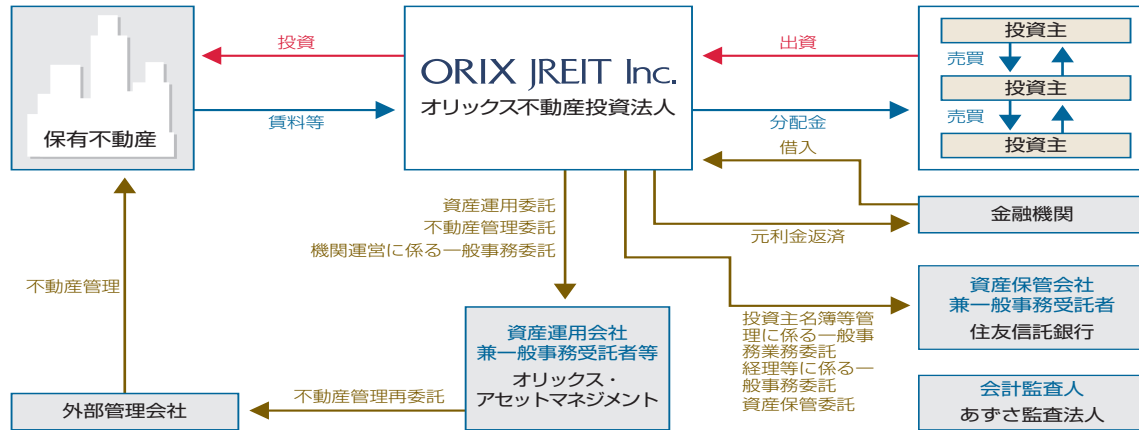 投資
出資
投資主
売買
投資主
売買
投資主
ORIX JREIT Inc.
オリックス不動産投資法人
保有不動産
賃料等
分配金
借入
金融機関
元利金返済
資産運用委託
不動産管理委託
機関運営に係る一般事務委託
不動産管理
資産保管会社
兼一般事務受託者
住友信託銀行
投資主名簿等管
理に係る一般事
務業務委託
経理等に係る一
般事務委託
資産保管委託
資産運用会社
兼一般事務受託者等
オリックス・
アセットマネジメント
不動産管理再委託
外部管理会社
会計監査人
あずさ監査法人